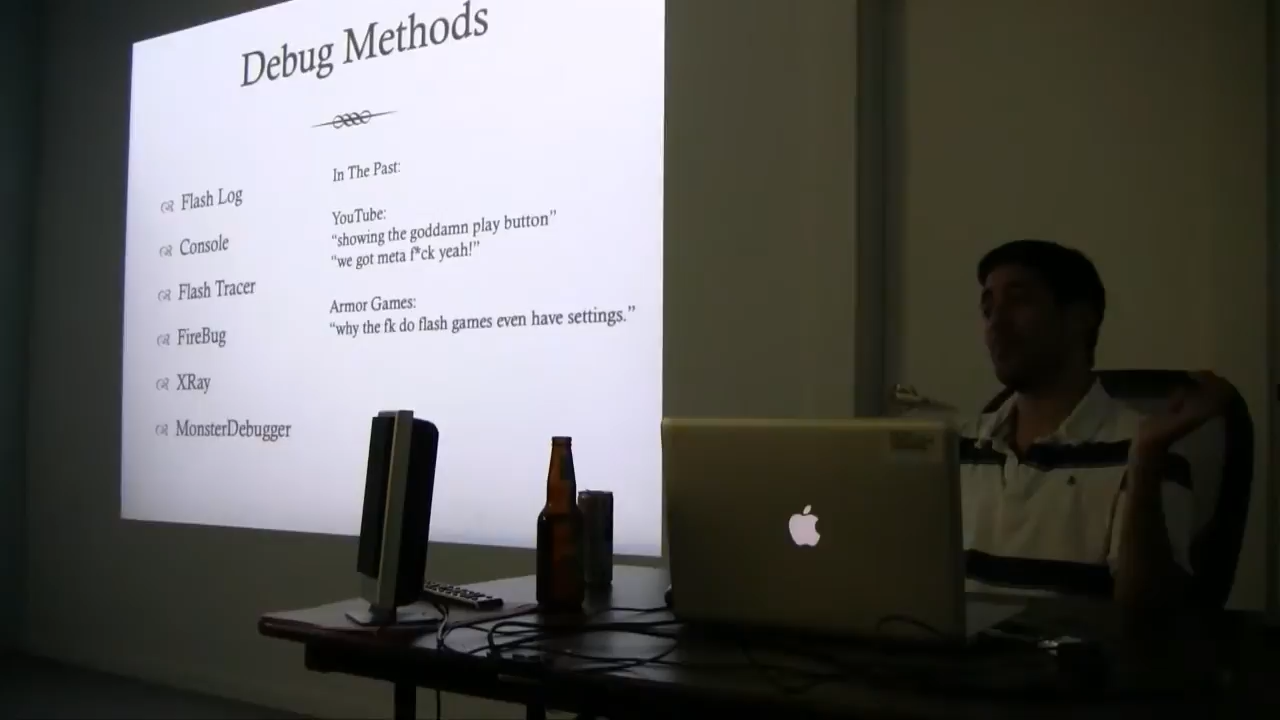 Debug Methods
Flash Log
Console
Flash Tracer
FireBug
XRay
MonsterDebugger
In The Past:
YouTube:
“showing the goddamn play button”
“we got meta f*ck yeah!”
Armor Games:
“why the fk do flash games even have settings.”